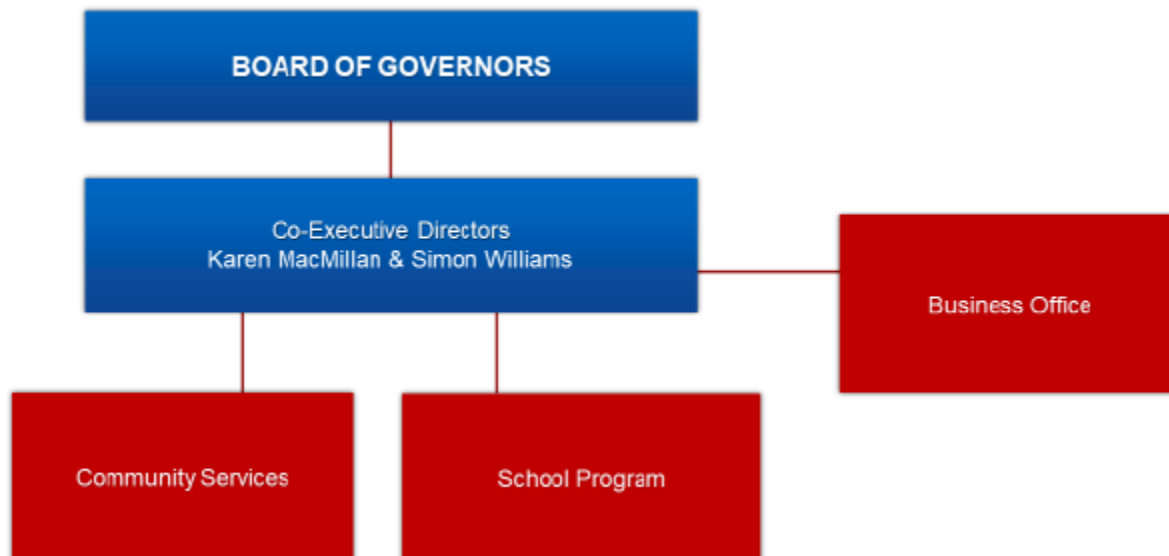 BOARD OF GOVERNORS
Co-Executive Directors
Karen MacMillan & Simon Williams
Business Office
Community Services
School Program